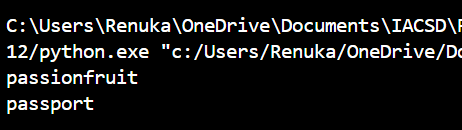 C:\Users\Renuka\OneDrive\Documents\IACSD\
12/python.exe "c:/Users/Renuka/OneDrive/Do
passionfruit
passport